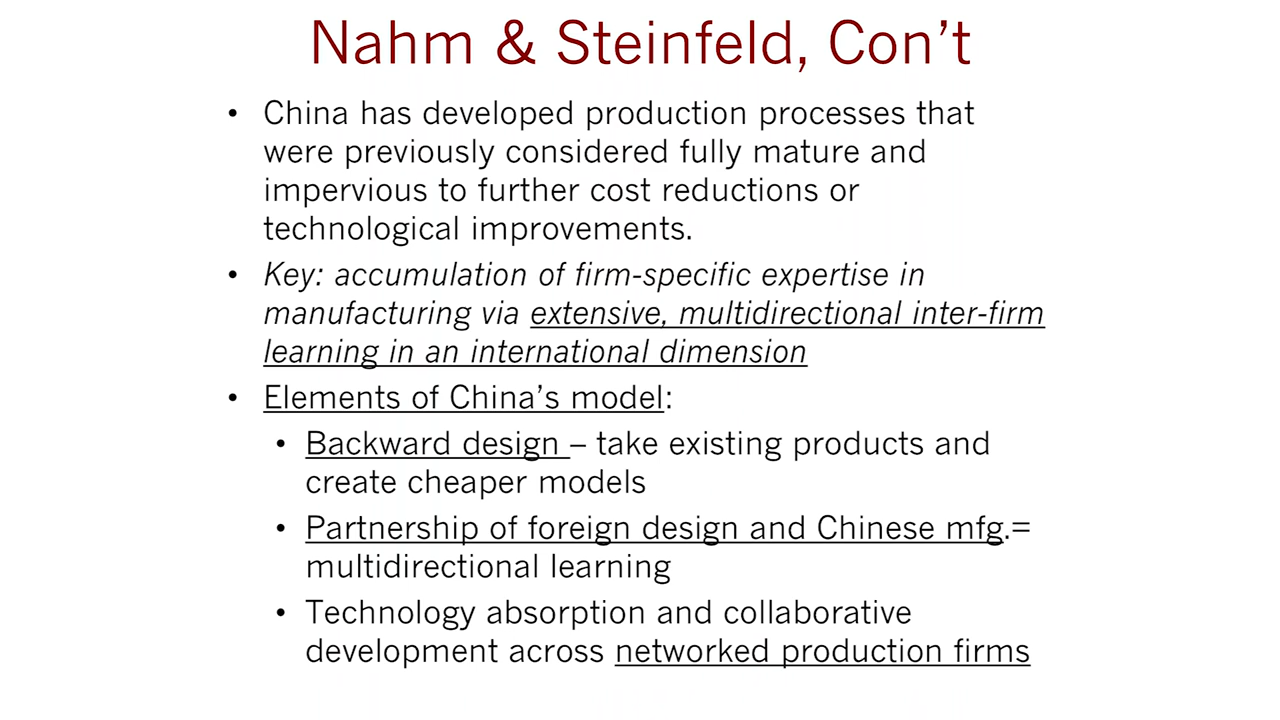 Nahm & Steinfeld, Con’t
• China has developed production processes that
were previously considered fully mature and
impervious to further cost reductions or
technological improvements.
• Key: accumulation of firm-specific expertise in
manufacturing via extensive, multidirectional inter-firm
learning in an international dimension
• Elements of China’s model:
• Backward design – take existing products and
create cheaper models
• Partnership of foreign design and Chinese mfg.=
multidirectional learning
• Technology absorption and collaborative
development across networked production firms